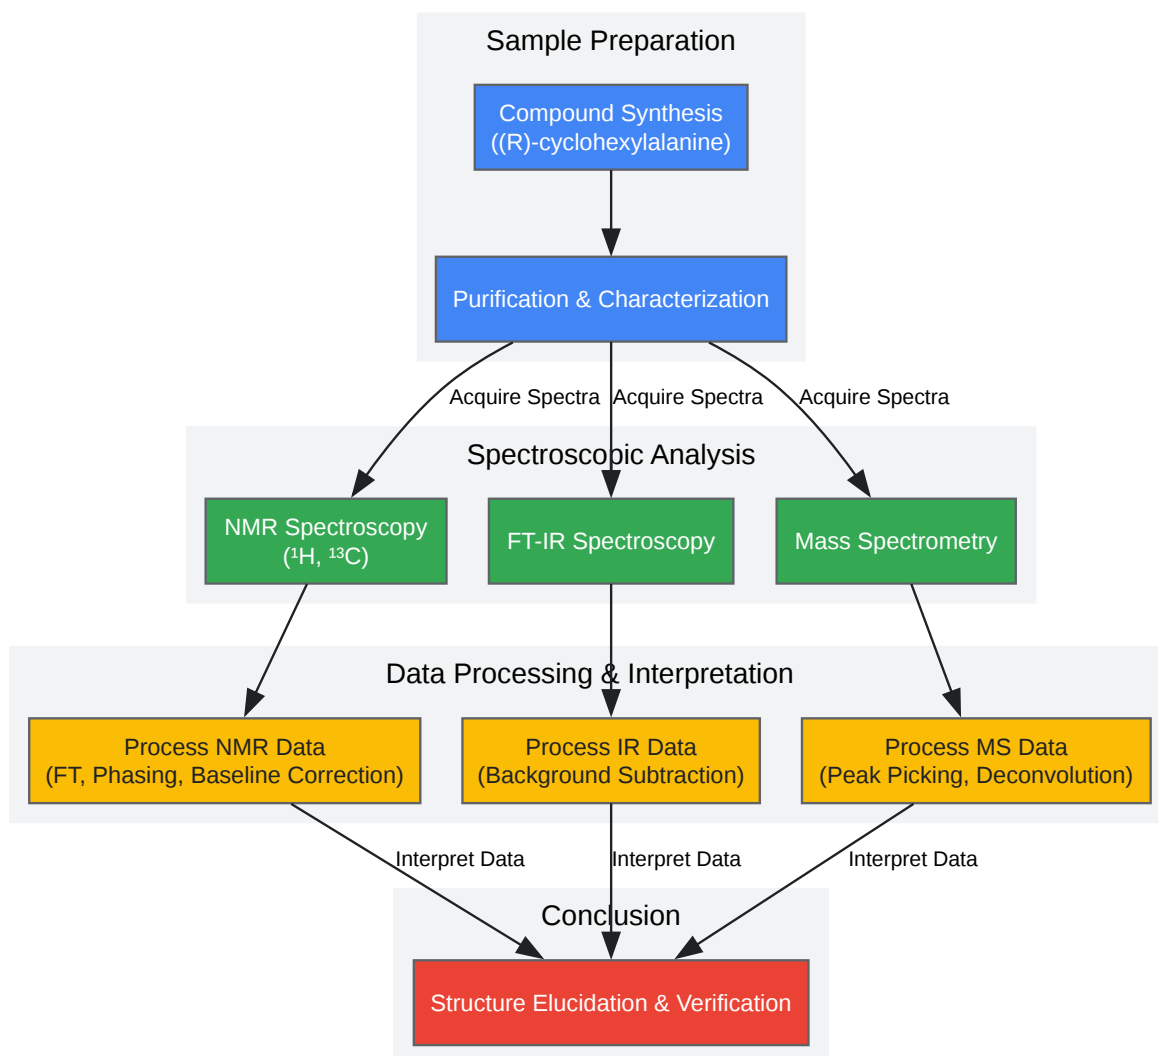 Sample Preparation
Compound Synthesis
((R)-cyclohexylalanine)
Purification & Characterization
Acquire Spectra
Acquire Spectra
Acquire Spectra
Spectroscopic Analysis
NMR Spectroscopy
(¹H, ¹³C)
FT-IR Spectroscopy
Mass Spectrometry
Data Processing & Interpretation
Process NMR Data
(FT, Phasing, Baseline Correction)
Process IR Data
(Background Subtraction)
Process MS Data
(Peak Picking, Deconvolution)
Interpret Data
Interpret Data
Interpret Data
Conclusion
Structure Elucidation & Verification